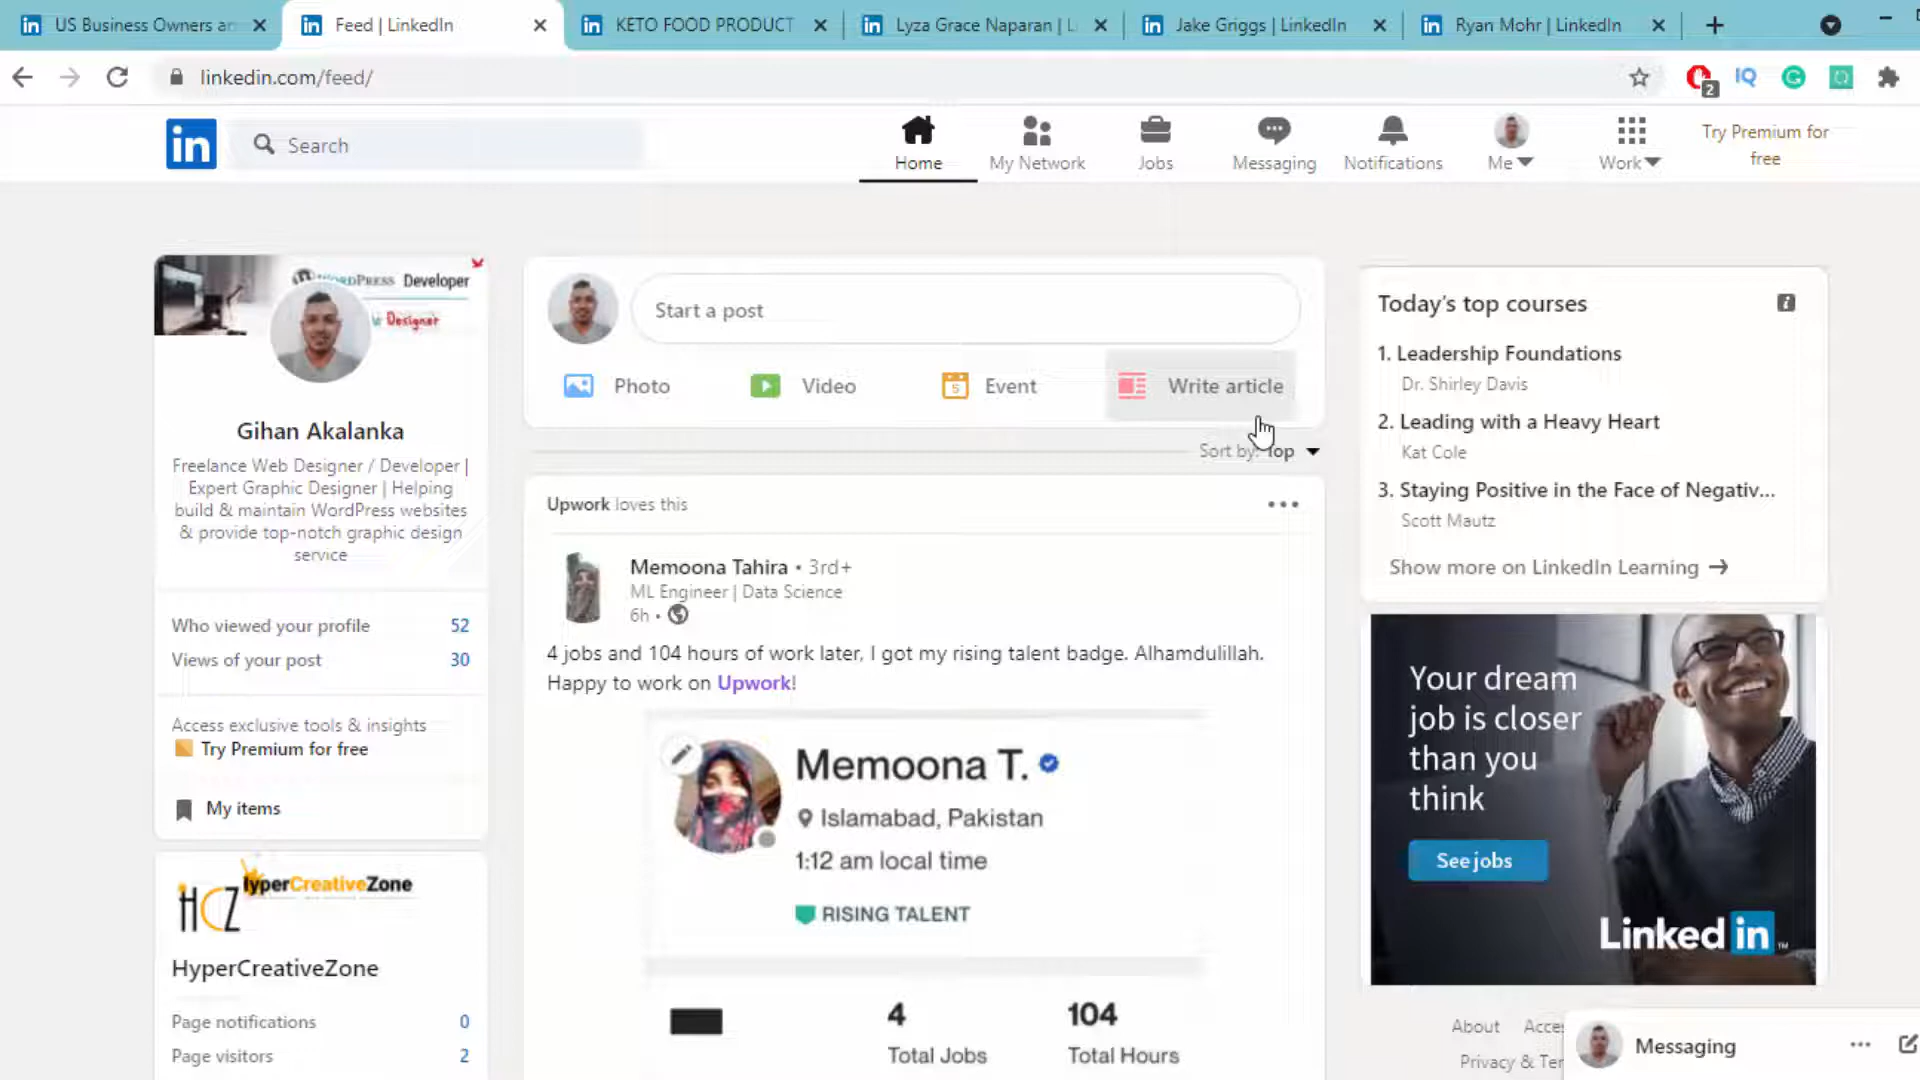 US Business Owners an
Feed | LinkedIn
KETO FOOD PRODUCT
Lyza Grace Naparan | L
Jake Griggs | LinkedIn
Ryan Mohr | LinkedIn
linkedin.com/feed/
2
IQ
in
Search
Home
My Network
Jobs
Messaging
Notifications
Me
Work
Try Premium for
free
WORDPRESS Developer
Designer
Gihan Akalanka
Freelance Web Designer / Developer |
Expert Graphic Designer | Helping
build & maintain WordPress websites
& provide top-notch graphic design
service
Who viewed your profile 52
Views of your post 30
Access exclusive tools & insights
Try Premium for free
My items
HCZ HyperCreativeZone
HyperCreativeZone
Page notifications 0
Page visitors 2
Start a post
Photo
Video
Event
Write article
Sort by: Top
Upwork loves this
Memoona Tahira • 3rd+
ML Engineer | Data Science
6h •
4 jobs and 104 hours of work later, I got my rising talent badge. Alhamdulillah.
Happy to work on Upwork!
Memoona T.
Islamabad, Pakistan
1:12 am local time
RISING TALENT
4 104
Total Jobs Total Hours
Today's top courses
1. Leadership Foundations
Dr. Shirley Davis
2. Leading with a Heavy Heart
Kat Cole
3. Staying Positive in the Face of Negativ...
Scott Mautz
Show more on LinkedIn Learning →
Your dream
job is closer
than you
think
See jobs
Linked in
About Acce
Privacy & Ter
Messaging